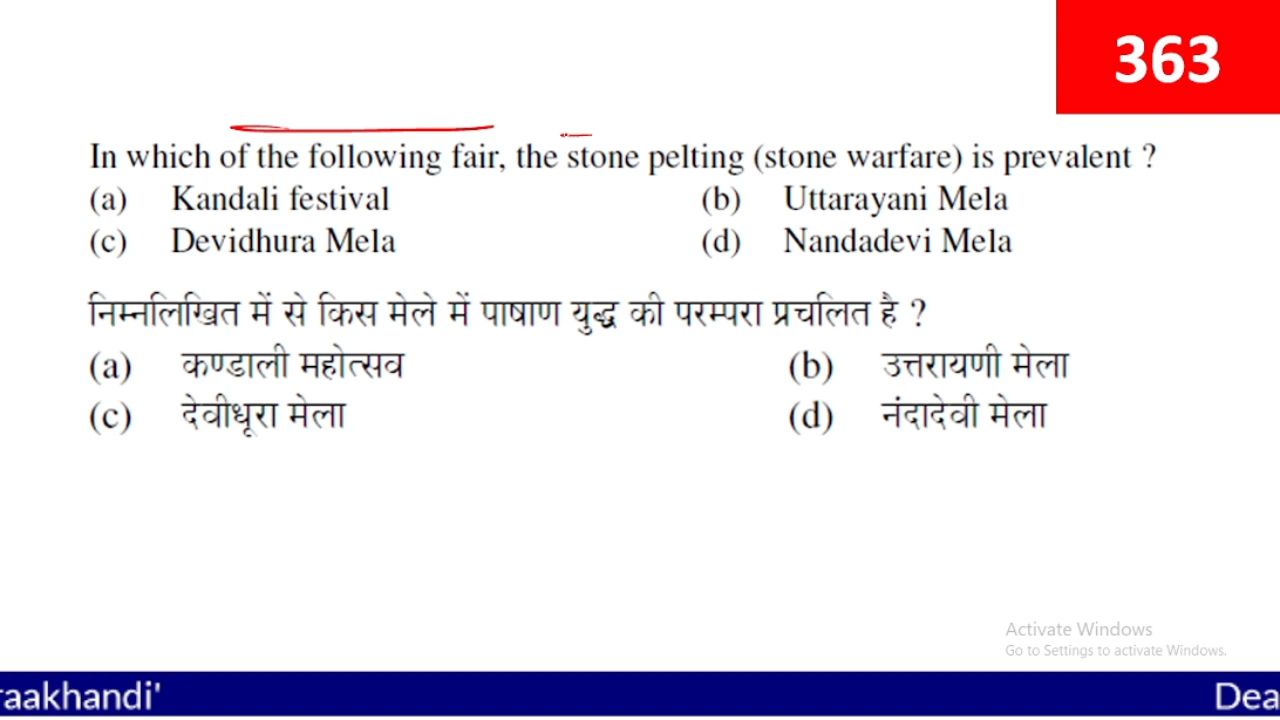 363
In which of the following fair, the stone pelting (stone warfare) is prevalent ?
(a) Kandali festival (b) Uttarayani Mela
(c) Devidhura Mela (d) Nandadevi Mela
निम्नलिखित में से किस मेले में पाषाण युद्ध की परम्परा प्रचलित है ?
(a) कण्डाली महोत्सव (b) उत्तरायणी मेला
(c) देवीधूरा मेला (d) नंदादेवी मेला
Activate Windows
Go to Settings to activate Windows.
raakhandi' Dea